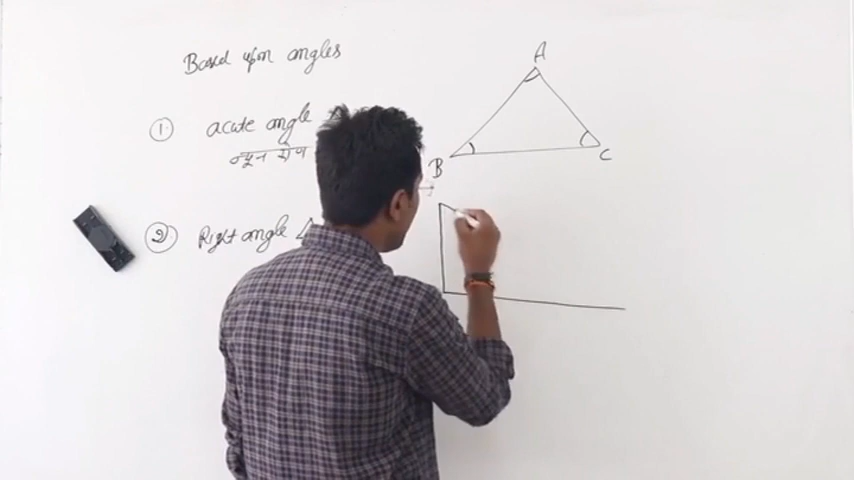 Based upon angles
A
① acute angle Δ
न्यून कोण
B
C
② Right angle Δ